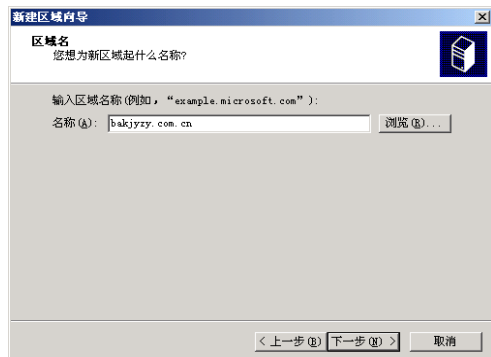 新建区域向导
区域名
您想为新区域起什么名称?
输入区域名称(例如，“example.microsoft.com”):
名称(A): bakjyzy.com.cn 浏览(R)...
< 上一步(B) 下一步(N) > 取消